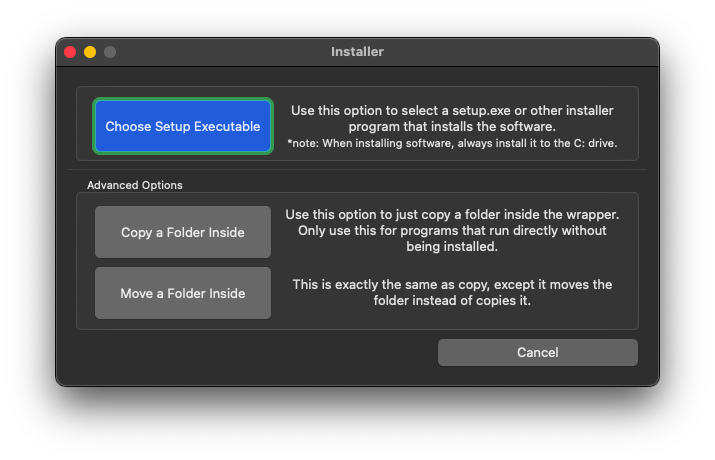 Installer
Choose Setup Executable
Use this option to select a setup.exe or other installer
program that installs the software.
*note: When installing software, always install it to the C: drive.
Advanced Options
Copy a Folder Inside
Use this option to just copy a folder inside the wrapper.
Only use this for programs that run directly without
being installed.
Move a Folder Inside
This is exactly the same as copy, except it moves the
folder instead of copies it.
Cancel